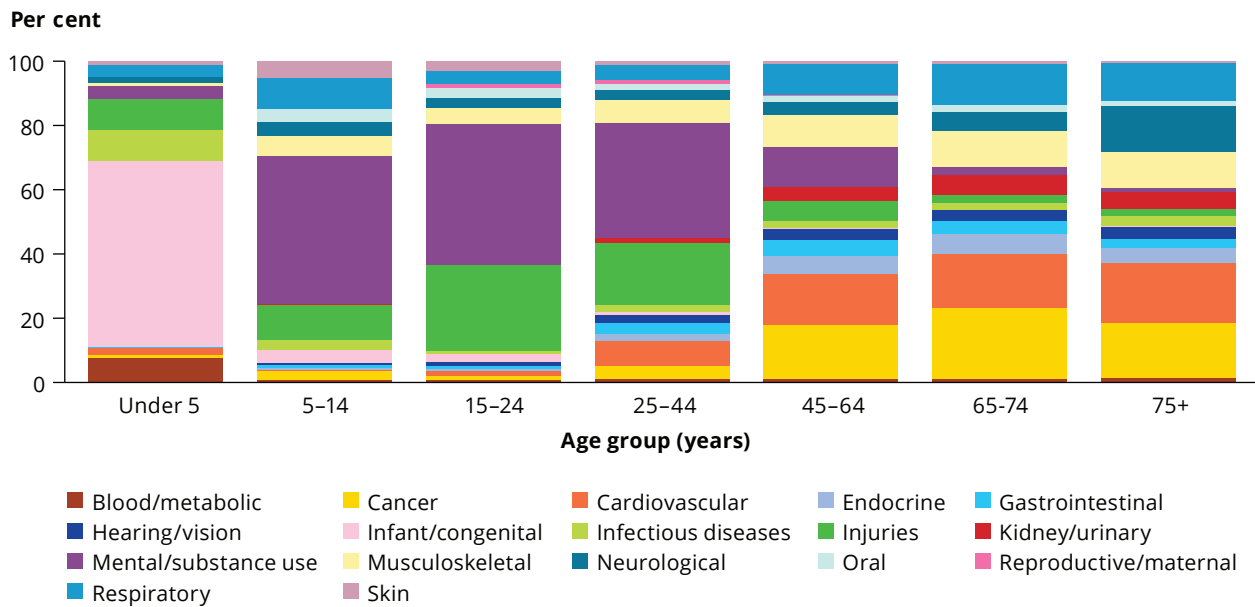 Per cent
100
80
60
40
20
0
Under 5 5–14 15–24 25–44 45–64 65-74 75+
Age group (years)
Blood/metabolic Cancer Cardiovascular Endocrine Gastrointestinal
Hearing/vision Infant/congenital Infectious diseases Injuries Kidney/urinary
Mental/substance use Musculoskeletal Neurological Oral Reproductive/maternal
Respiratory Skin